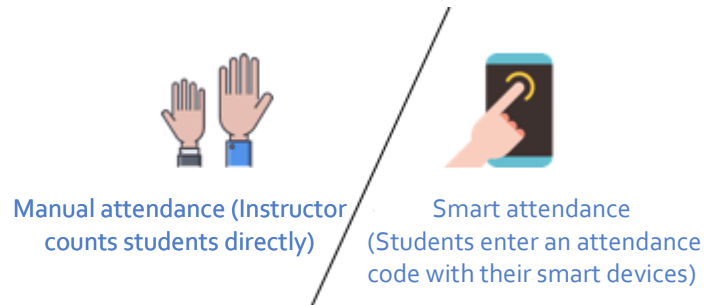 Manual attendance (Instructor
counts students directly)
Smart attendance
(Students enter an attendance
code with their smart devices)